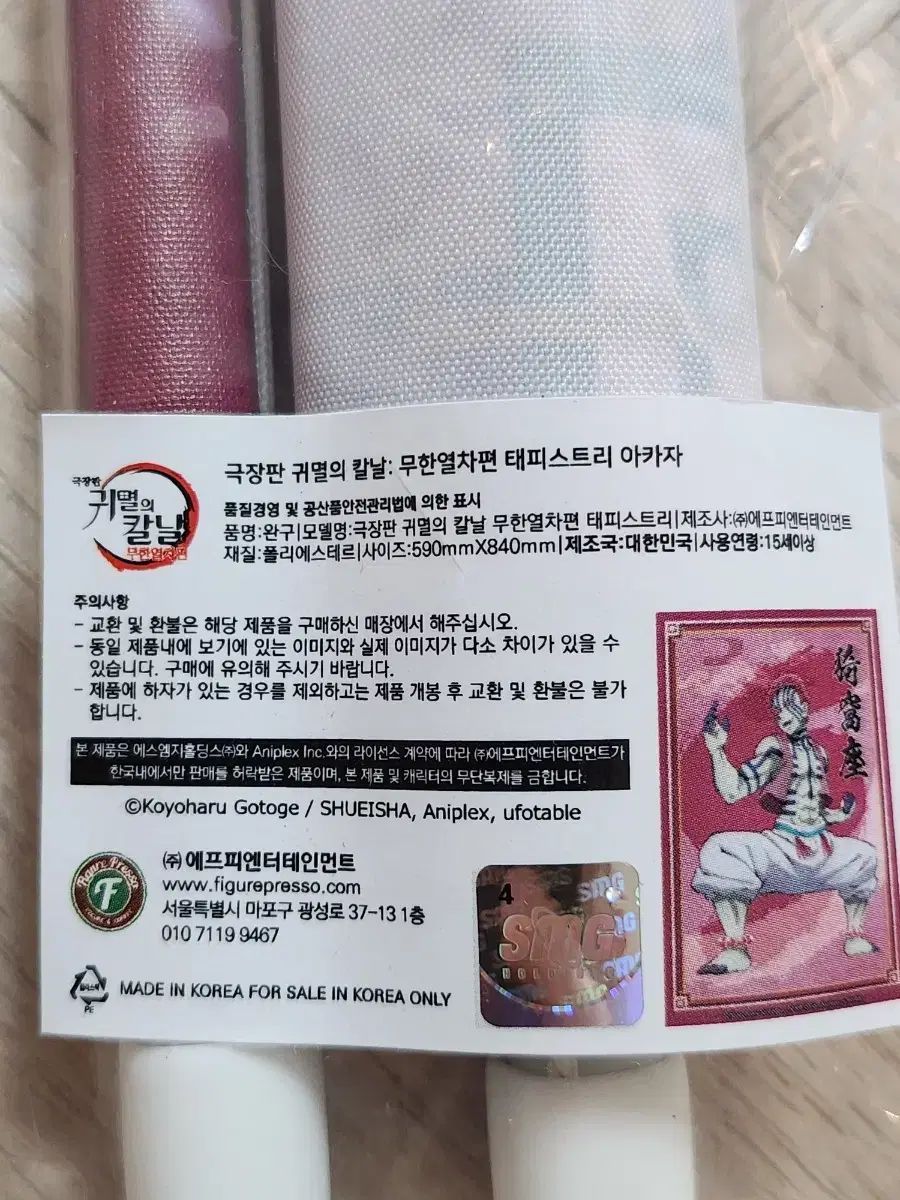 극장판 귀멸의 칼날: 무한열차편 태피스트리 아카자
극장판
귀멸의
칼날
무한열차편
품질경영 및 공산품안전관리법에 의한 표시
품명:완구|모델명:극장판 귀멸의 칼날 무한열차편 태피스트리|제조사:㈜에프피엔터테인먼트
재질:폴리에스테르|사이즈:590mmX840mm|제조국:대한민국|사용연령:15세이상
주의사항
- 교환 및 환불은 해당 제품을 구매하신 매장에서 해주십시오.
- 동일 제품내에 보기에 있는 이미지와 실제 이미지가 다소 차이가 있을 수
있습니다. 구매에 유의해 주시기 바랍니다.
- 제품에 하자가 있는 경우를 제외하고는 제품 개봉 후 교환 및 환불은 불가
합니다.
猗窩座
본 제품은 에스엠지홀딩스㈜와 Aniplex Inc.와의 라이선스 계약에 따라 ㈜에프피엔터테인먼트가
한국내에서만 판매를 허락받은 제품이며, 본 제품 및 캐릭터의 무단복제를 금합니다.
©Koyoharu Gotoge / SHUEISHA, Aniplex, ufotable
Figure Presso
F
㈜에프피엔터테인먼트
www.figurepresso.com
서울특별시 마포구 광성로 37-13 1층
010 7119 9467
4
SMG
HOLDINGS
PE
MADE IN KOREA FOR SALE IN KOREA ONLY